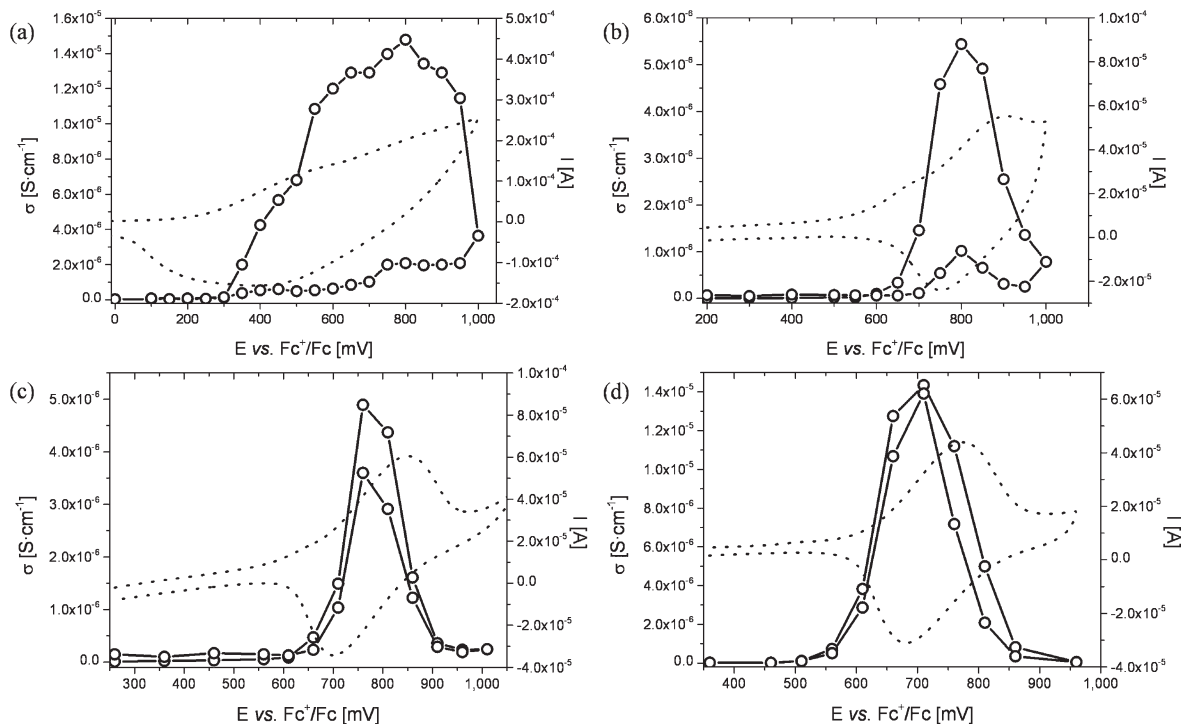 (a)
1.6x10⁻⁵
1.4x10⁻⁵
1.2x10⁻⁵
1.0x10⁻⁵
8.0x10⁻⁶
6.0x10⁻⁶
4.0x10⁻⁶
2.0x10⁻⁶
0.0
σ [S·cm⁻¹]
0
200
400
600
800
1,000
E vs. Fc⁺/Fc [mV]
5.0x10⁻⁴
4.0x10⁻⁴
3.0x10⁻⁴
2.0x10⁻⁴
1.0x10⁻⁴
0.0
-1.0x10⁻⁴
-2.0x10⁻⁴
I [A]
(b)
6.0x10⁻⁶
5.0x10⁻⁶
4.0x10⁻⁶
3.0x10⁻⁶
2.0x10⁻⁶
1.0x10⁻⁶
0.0
σ [S·cm⁻¹]
200
400
600
800
1,000
E vs. Fc⁺/Fc [mV]
1.0x10⁻⁴
8.0x10⁻⁵
6.0x10⁻⁵
4.0x10⁻⁵
2.0x10⁻⁵
0.0
-2.0x10⁻⁵
I [A]
(c)
5.0x10⁻⁶
4.0x10⁻⁶
3.0x10⁻⁶
2.0x10⁻⁶
1.0x10⁻⁶
0.0
σ [S·cm⁻¹]
300
400
500
600
700
800
900
1,000
E vs. Fc⁺/Fc [mV]
1.0x10⁻⁴
8.0x10⁻⁵
6.0x10⁻⁵
4.0x10⁻⁵
2.0x10⁻⁵
0.0
-2.0x10⁻⁵
-4.0x10⁻⁵
I [A]
(d)
1.4x10⁻⁵
1.2x10⁻⁵
1.0x10⁻⁵
8.0x10⁻⁶
6.0x10⁻⁶
4.0x10⁻⁶
2.0x10⁻⁶
0.0
σ [S·cm⁻¹]
400
500
600
700
800
900
1,000
E vs. Fc⁺/Fc [mV]
6.0x10⁻⁵
4.0x10⁻⁵
2.0x10⁻⁵
0.0
-2.0x10⁻⁵
-4.0x10⁻⁵
I [A]